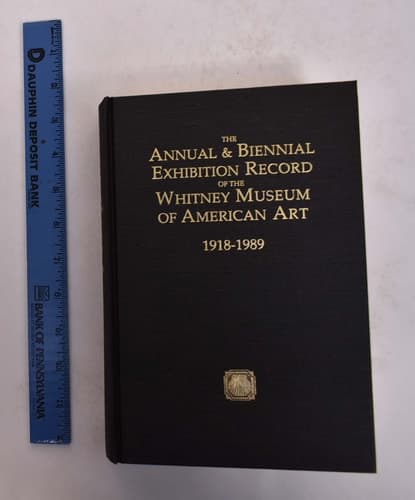 THE
ANNUAL & BIENNIAL
EXHIBITION RECORD
OF THE
WHITNEY MUSEUM
OF AMERICAN ART
1918-1989
DAUPHIN DEPOSIT BANK
BANK OF PENNSYLVANIA